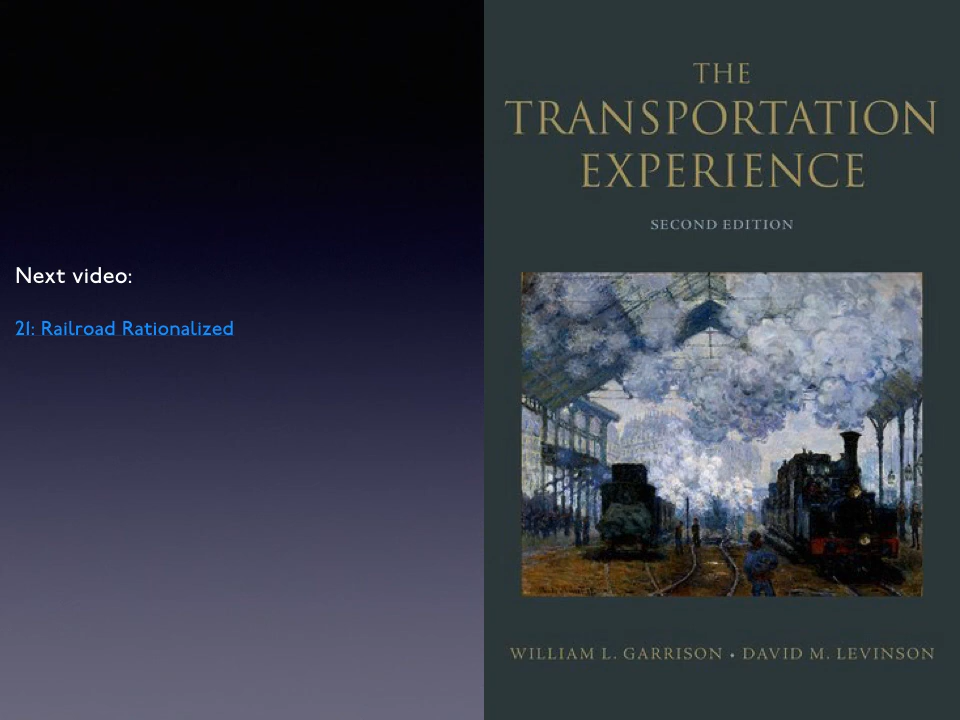 Next video:
21: Railroad Rationalized
THE
TRANSPORTATION
EXPERIENCE
SECOND EDITION
WILLIAM L. GARRISON • DAVID M. LEVINSON